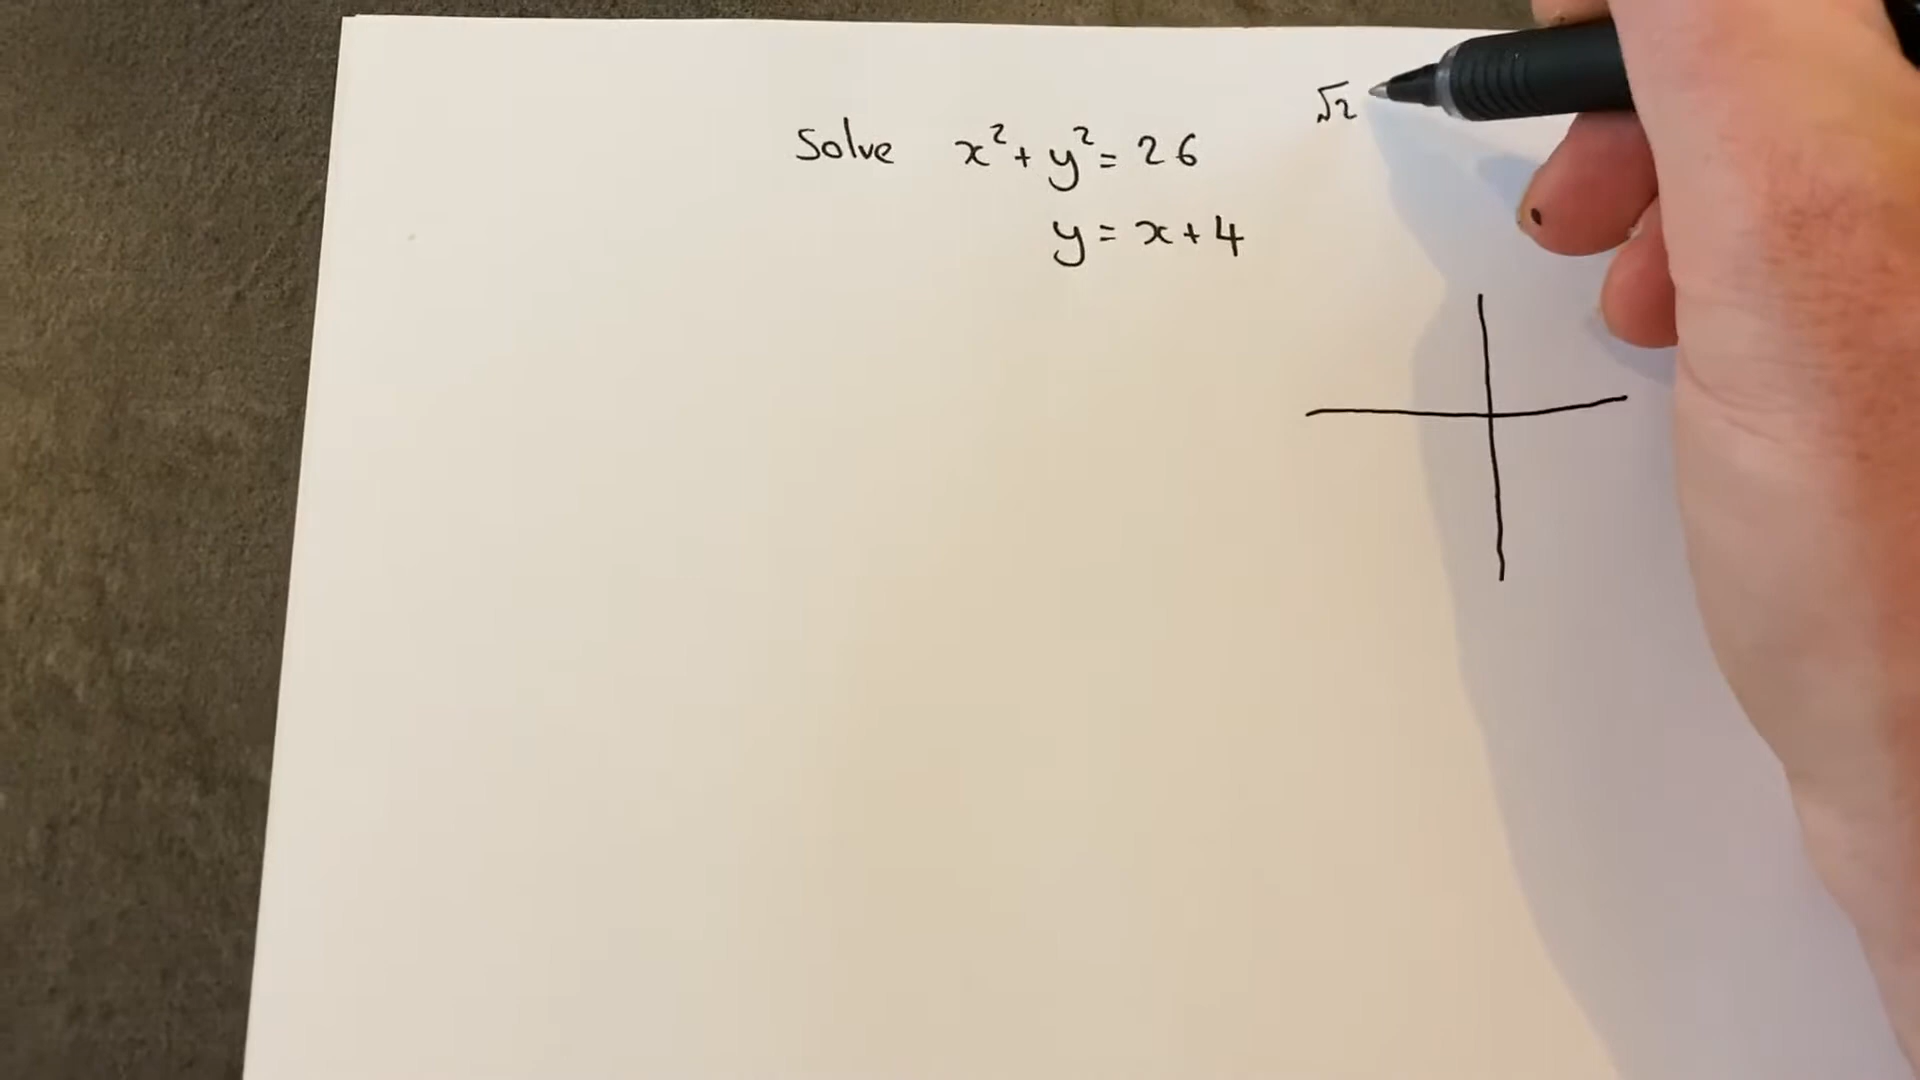 Solve x² + y² = 26
y = x + 4
√2